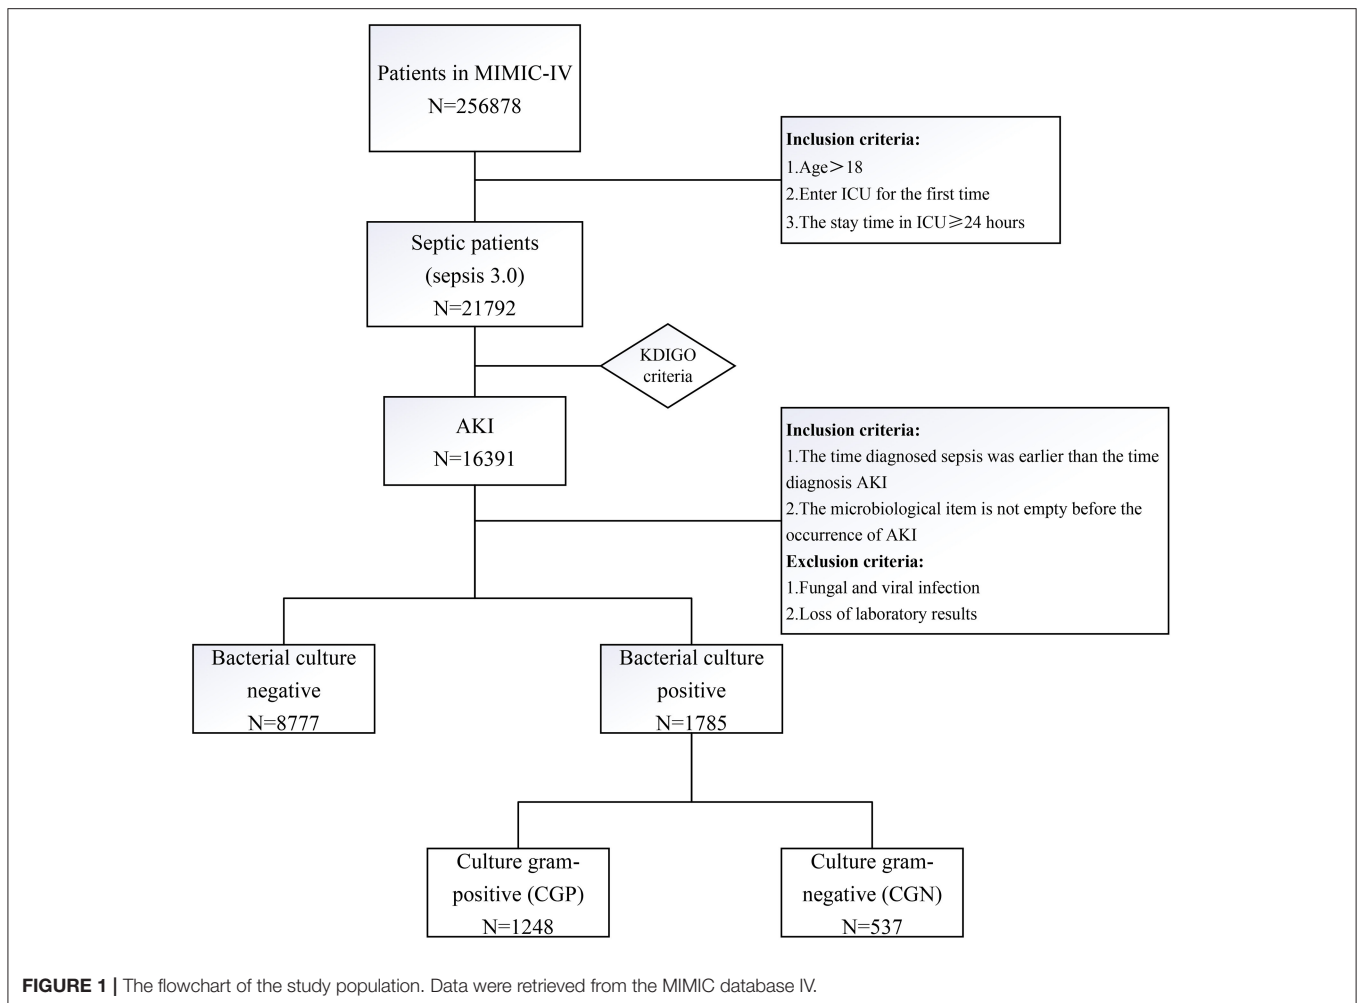 Patients in MIMIC-IV
N=256878
Inclusion criteria:
1.Age>18
2.Enter ICU for the first time
3.The stay time in ICU≥24 hours
Septic patients
(sepsis 3.0)
N=21792
KDIGO
criteria
AKI
N=16391
Inclusion criteria:
1.The time diagnosed sepsis was earlier than the time
diagnosis AKI
2.The microbiological item is not empty before the
occurrence of AKI
Exclusion criteria:
1.Fungal and viral infection
2.Loss of laboratory results
Bacterial culture
negative
N=8777
Bacterial culture
positive
N=1785
Culture gram-
positive (CGP)
N=1248
Culture gram-
negative (CGN)
N=537
FIGURE 1 | The flowchart of the study population. Data were retrieved from the MIMIC database IV.